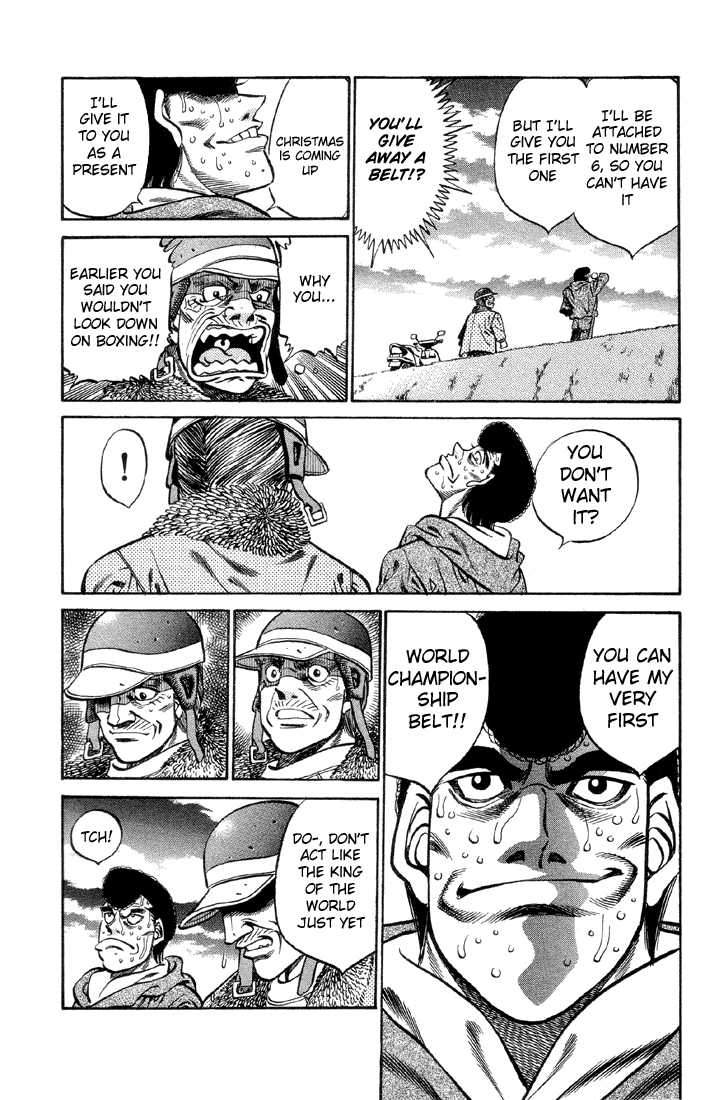 I'LL BE
ATTACHED
TO NUMBER
6, SO YOU
CAN'T HAVE
IT
BUT I'LL
GIVE YOU
THE FIRST
ONE
YOU'LL
GIVE
AWAY A
BELT!?
CHRISTMAS
IS COMING
UP
I'LL
GIVE IT
TO YOU
AS A
PRESENT
WHY
YOU...
EARLIER YOU
SAID YOU
WOULDN'T
LOOK DOWN
ON BOXING!!
YOU
DON'T
WANT
IT?
!
YOU CAN
HAVE MY
VERY
FIRST
WORLD
CHAMPION-
SHIP
BELT!!
DO-, DON'T
ACT LIKE
THE KING
OF THE
WORLD
JUST YET
TCH!